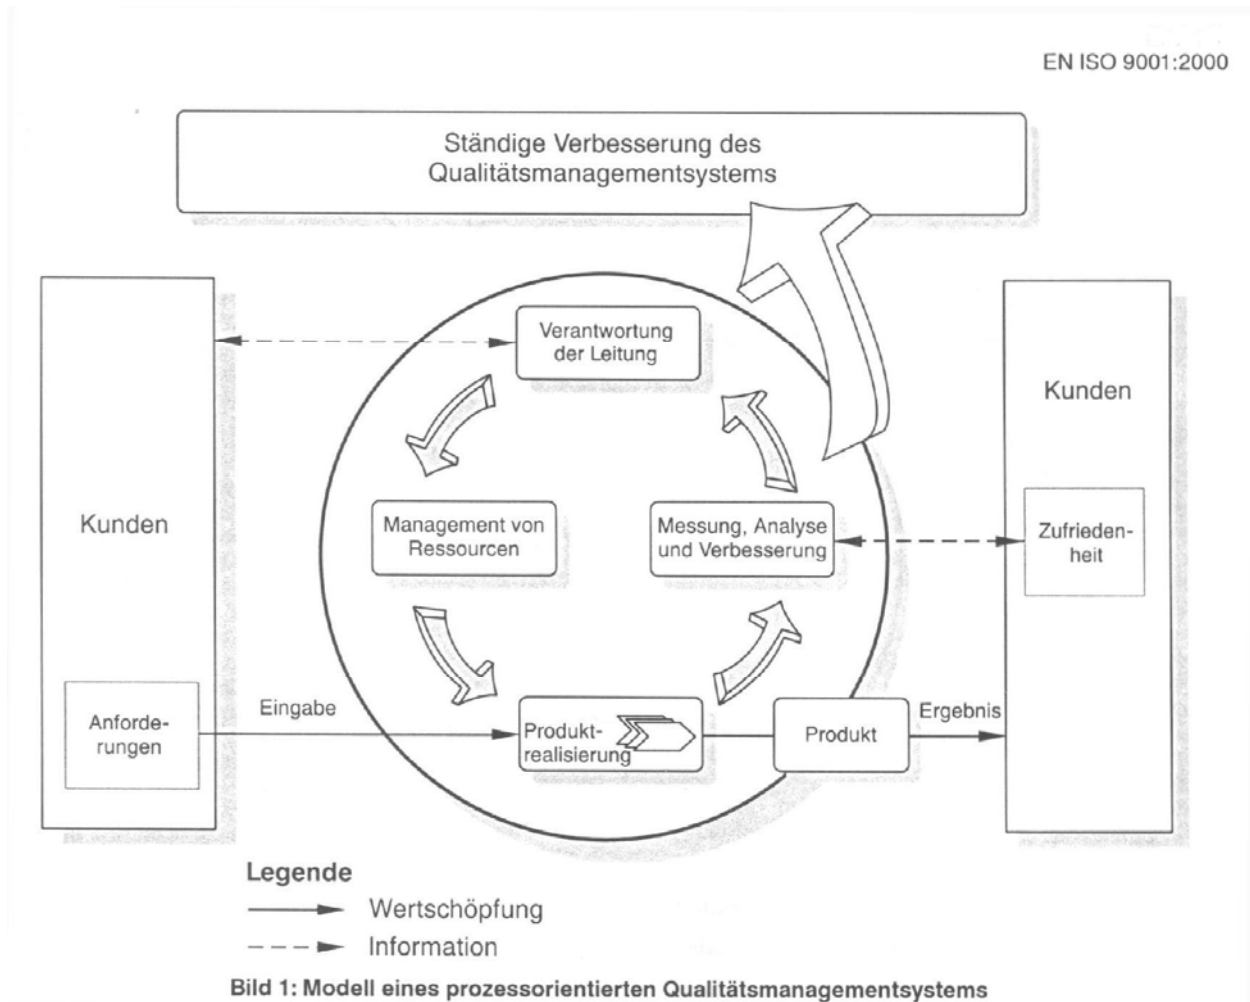 EN ISO 9001:2000
Ständige Verbesserung des
Qualitätsmanagementsystems
Verantwortung
der Leitung
Kunden
Kunden
Management von
Ressourcen
Messung, Analyse
und Verbesserung
Zufrieden-
heit
Anforde-
rungen
Eingabe
Produkt-
realisierung
Produkt
Ergebnis
Legende
Wertschöpfung
Information
Bild 1: Modell eines prozessorientierten Qualitätsmanagementsystems